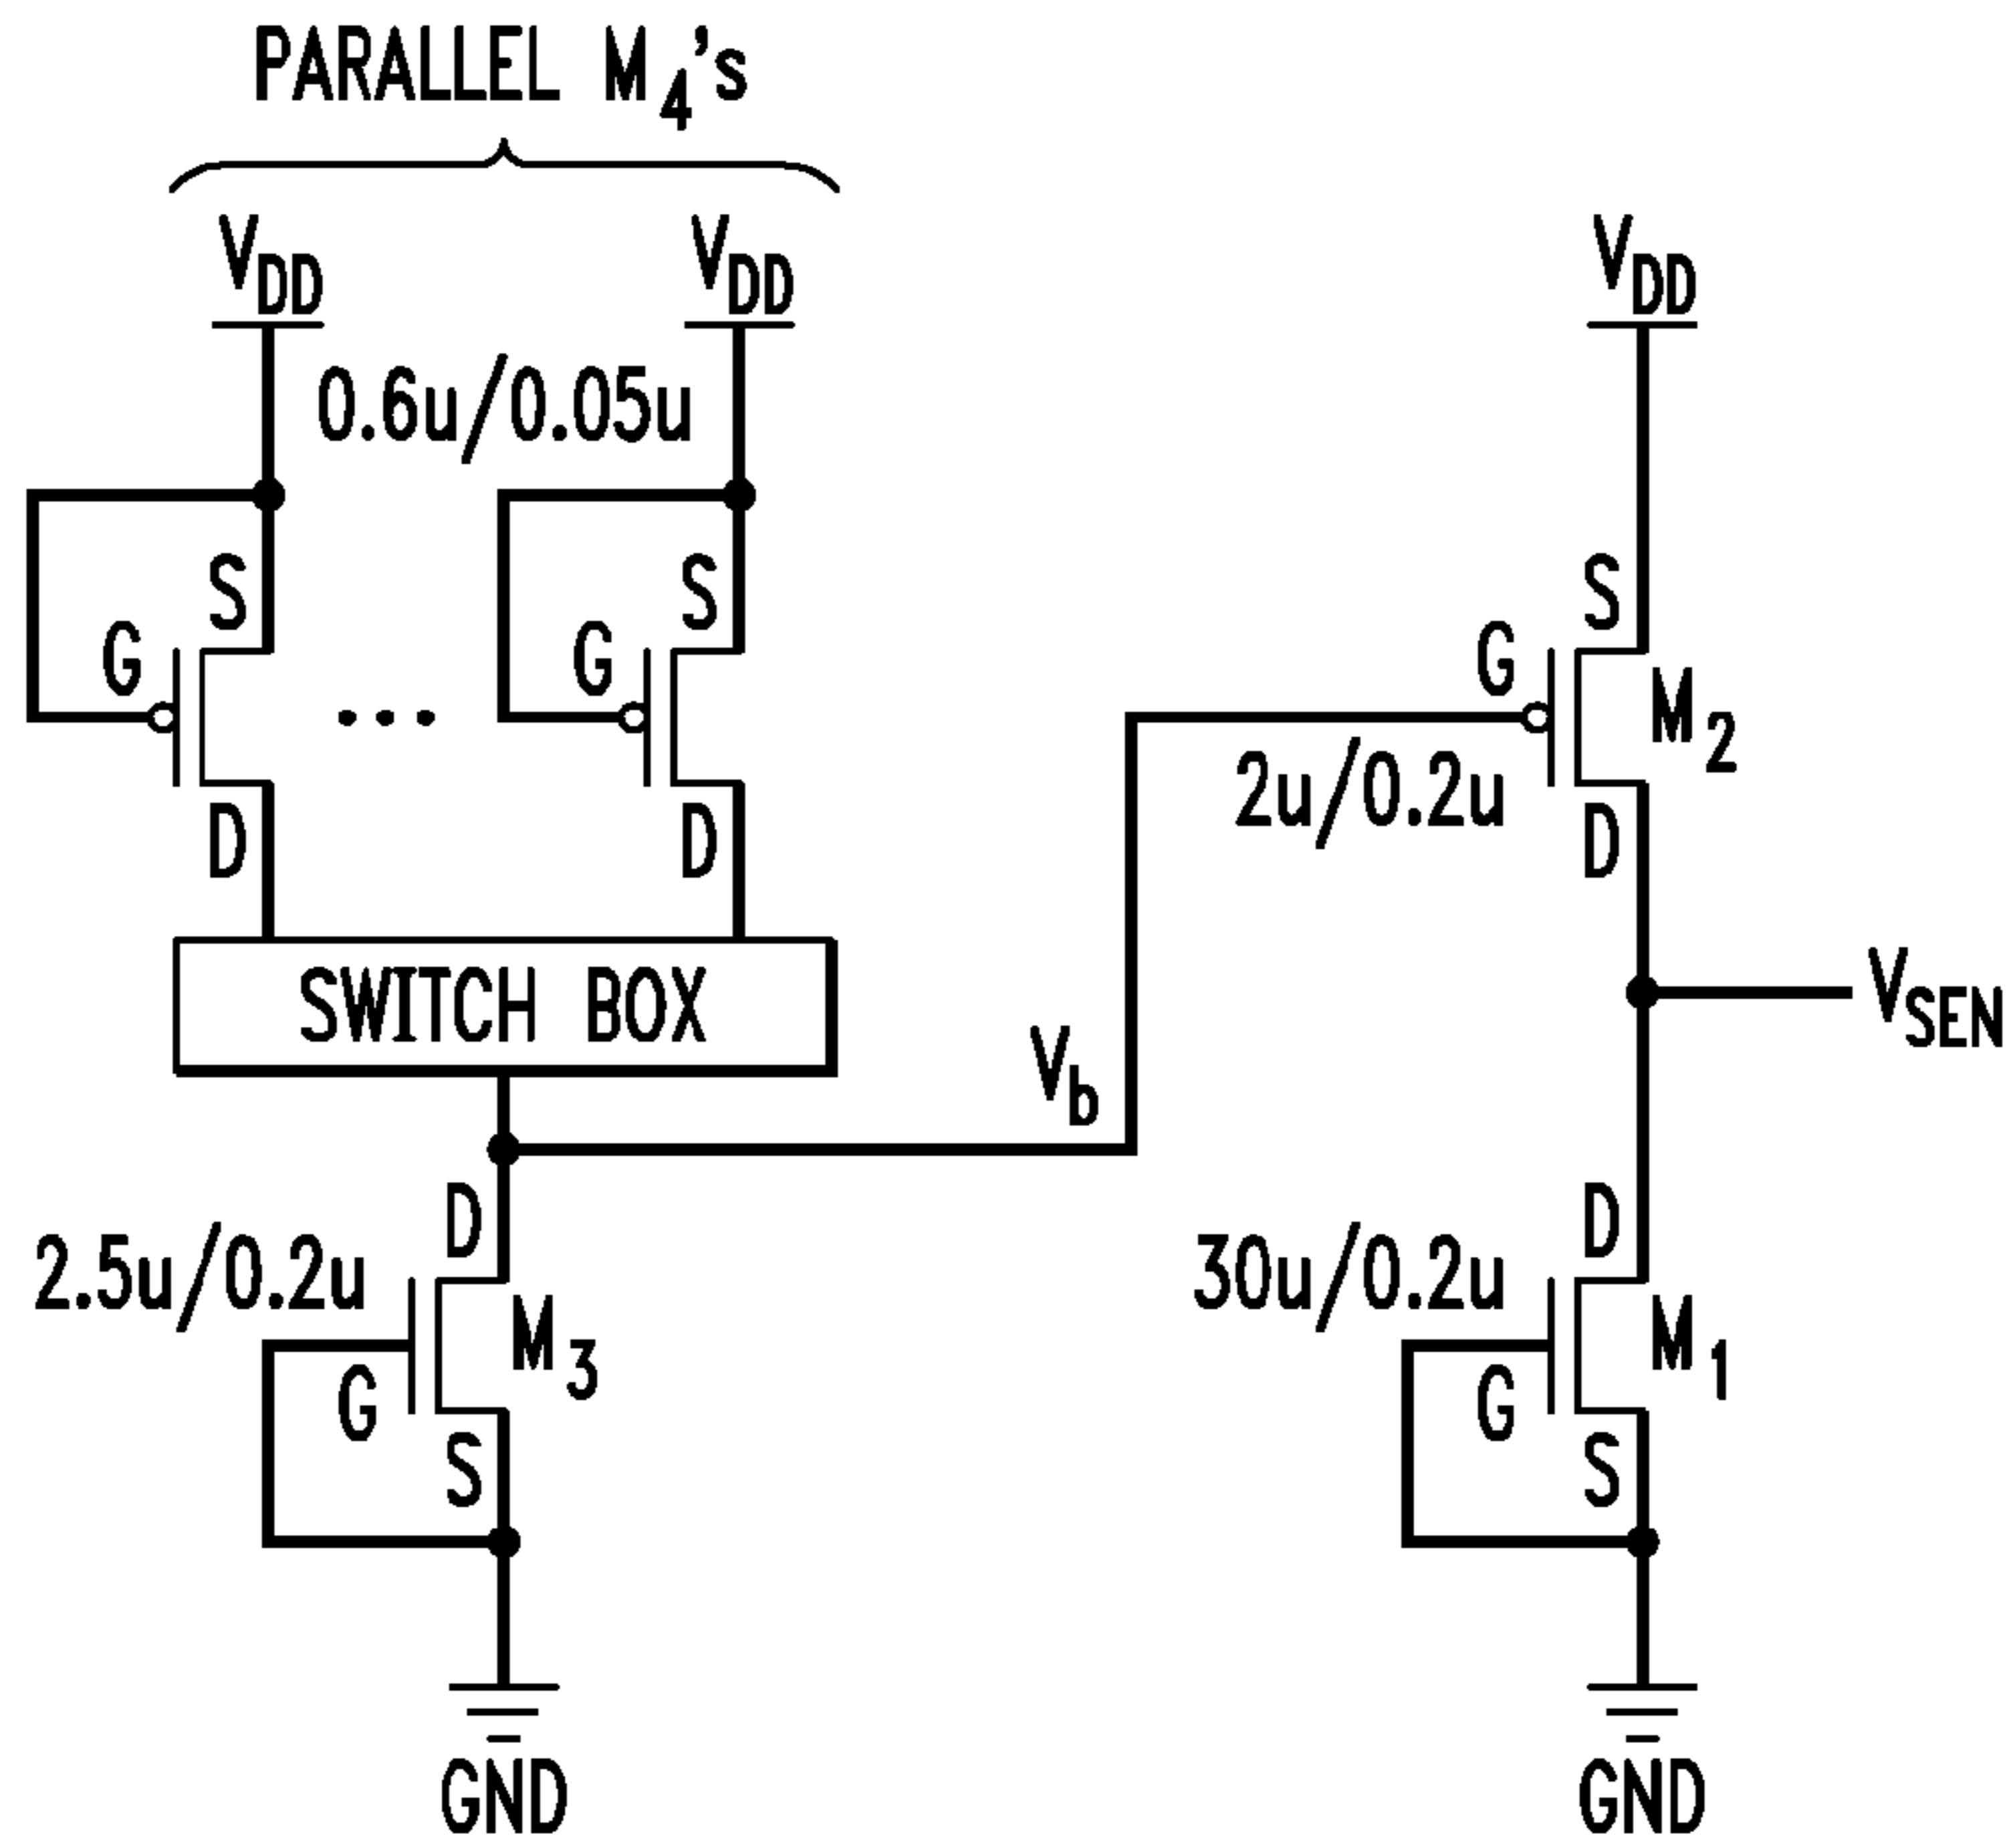 PARALLEL M4's
VDD VDD VDD
0.6u/0.05u
S S S
G G G
M2
2u/0.2u
D D D
SWITCH BOX
VSEN
Vb
D D
2.5u/0.2u 30u/0.2u
M3 M1
G G
S S
GND GND